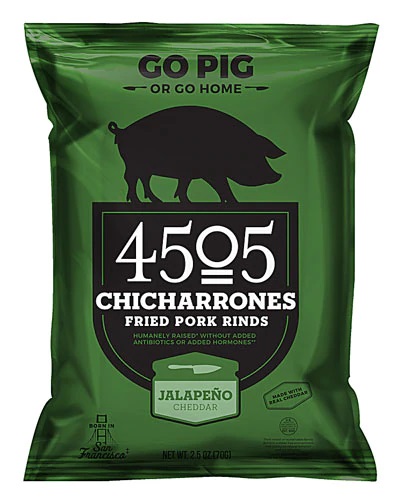 GO PIG
OR GO HOME
4505
CHICHARRONES
FRIED PORK RINDS
HUMANELY RAISED* WITHOUT ADDED
ANTIBIOTICS OR ADDED HORMONES**
JALAPEÑO
CHEDDAR
MADE WITH
REAL CHEDDAR
BORN IN
San
Francisco
NET WT. 2.5 OZ (70G)